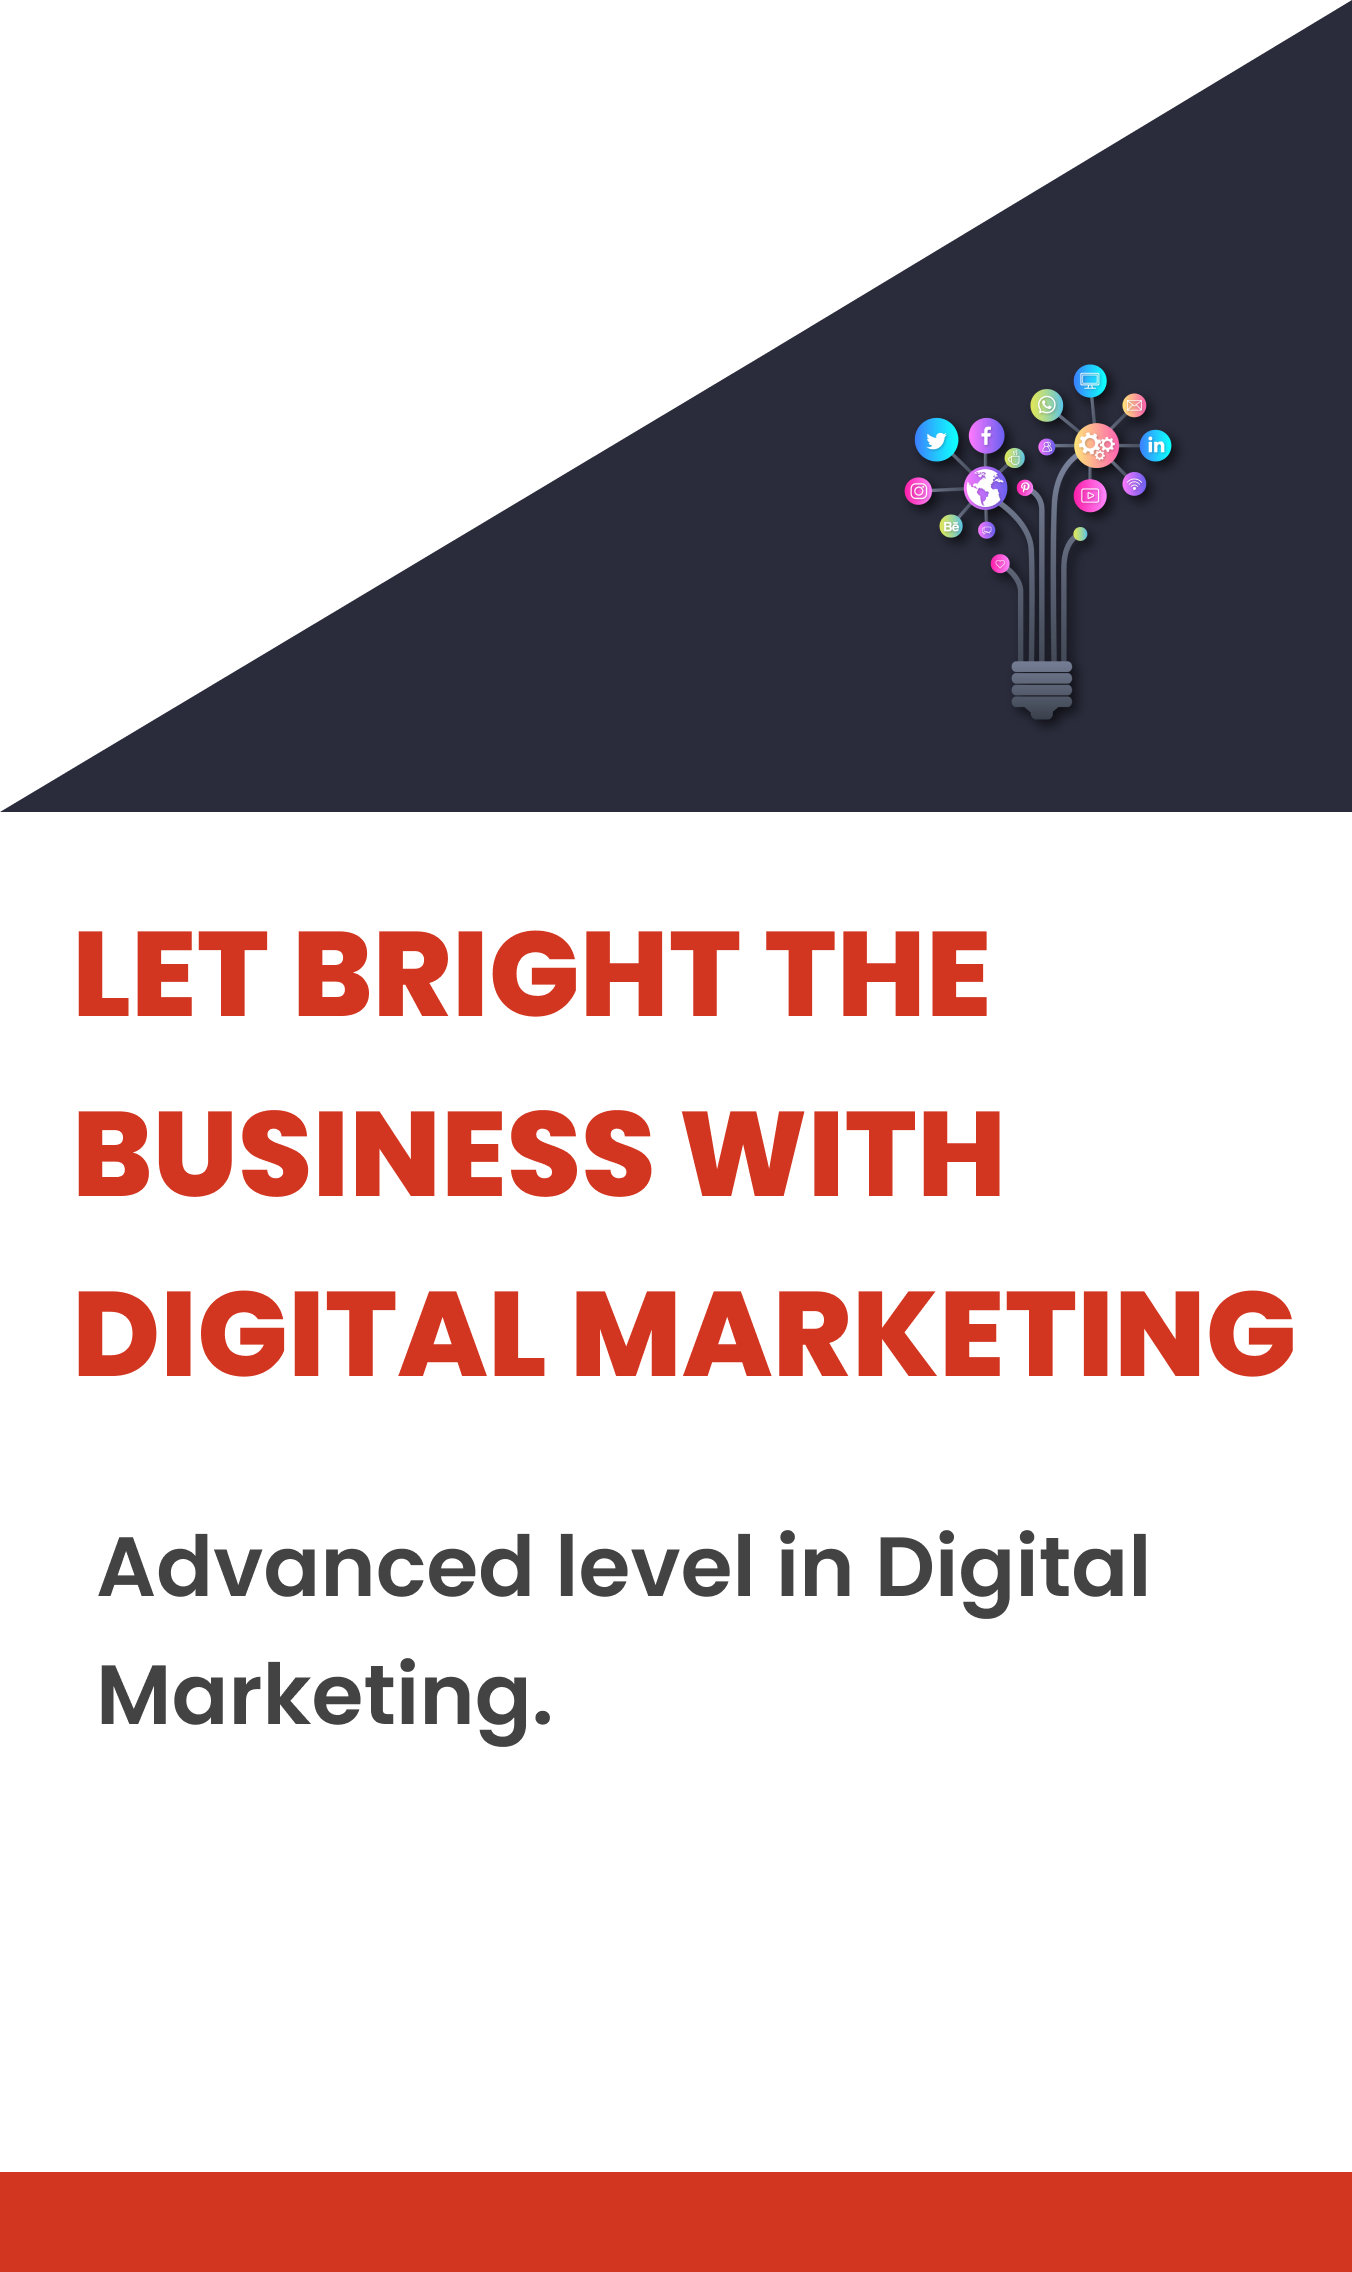 LET BRIGHT THE
BUSINESS WITH
DIGITAL MARKETING
Advanced level in Digital
Marketing.